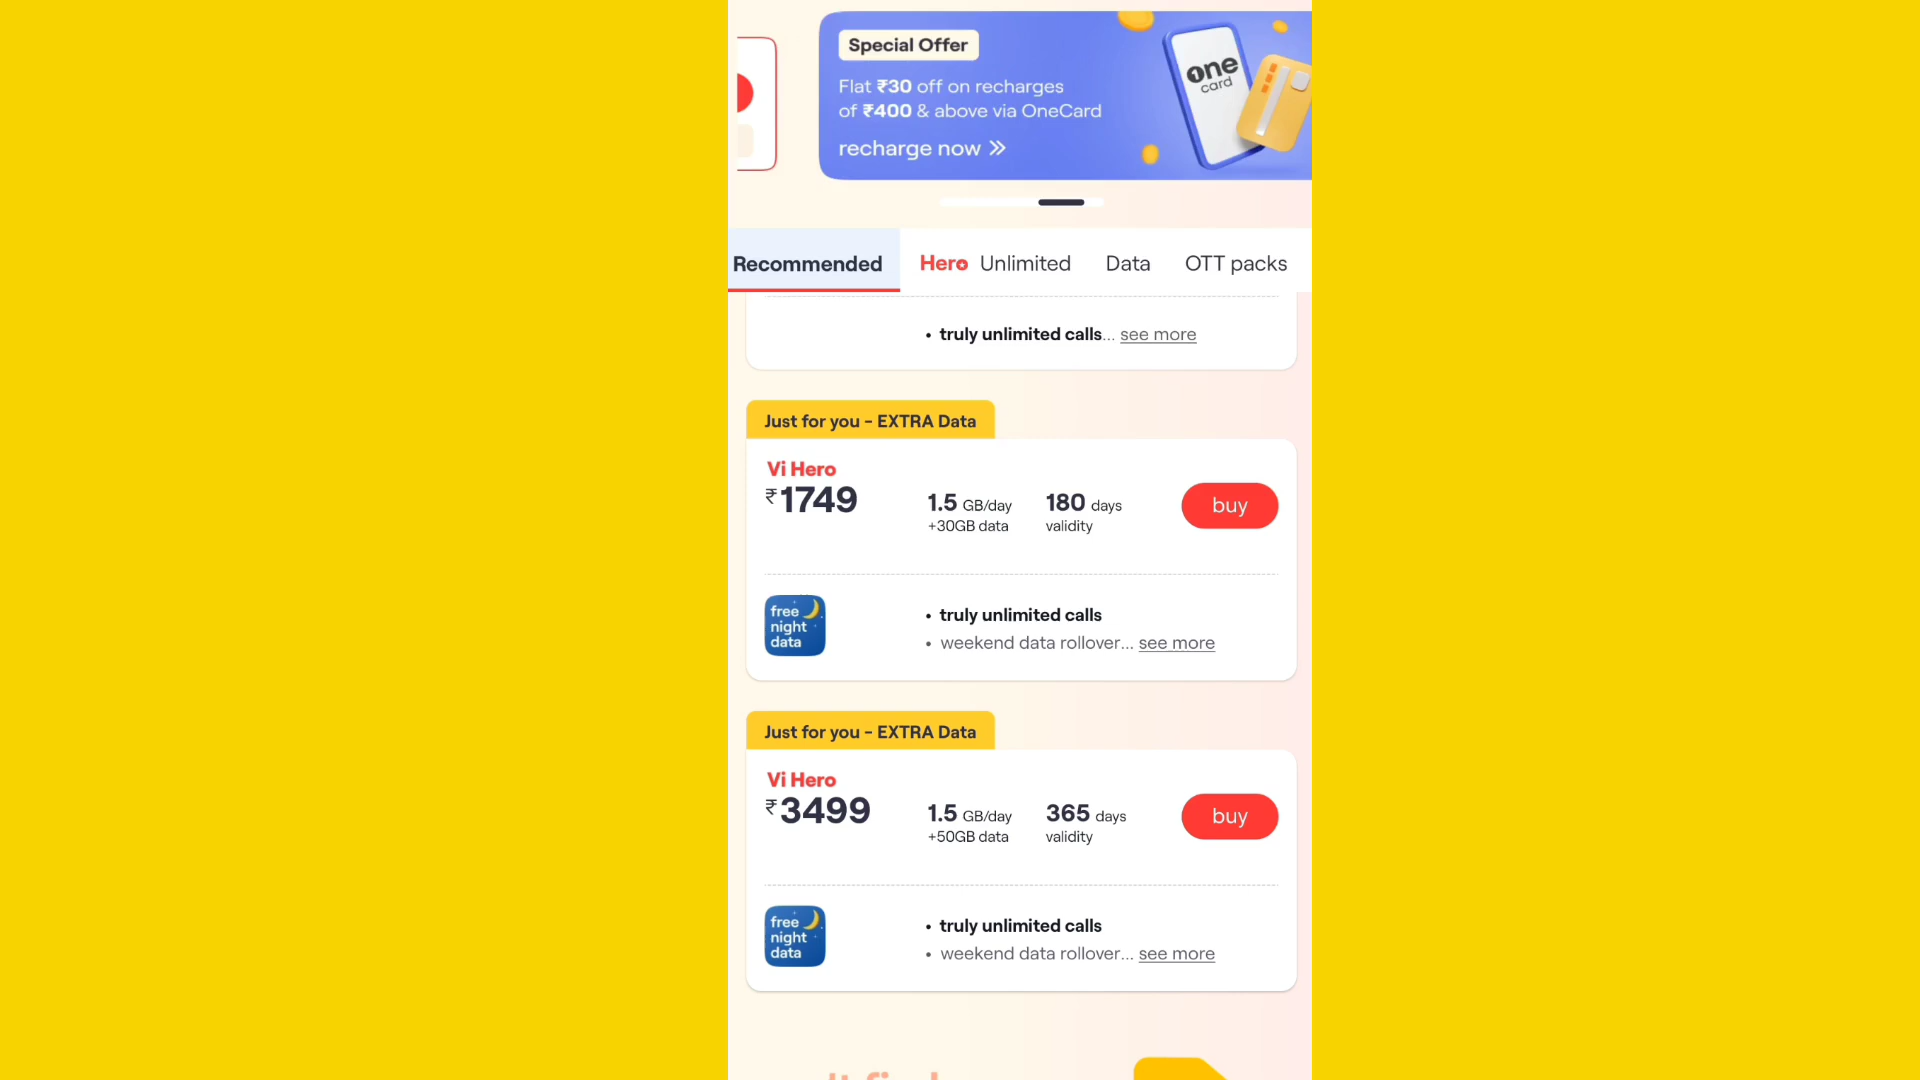 Special Offer
Flat ₹30 off on recharges
of ₹400 & above via OneCard
recharge now
one
card
Recommended
Hero Unlimited
Data
OTT packs
• truly unlimited calls... see more
Just for you - EXTRA Data
Vi Hero
₹1749
1.5 GB/day
+30GB data
180 days
validity
buy
free
night
data
• truly unlimited calls
• weekend data rollover... see more
Just for you - EXTRA Data
Vi Hero
₹3499
1.5 GB/day
+50GB data
365 days
validity
buy
free
night
data
• truly unlimited calls
• weekend data rollover... see more